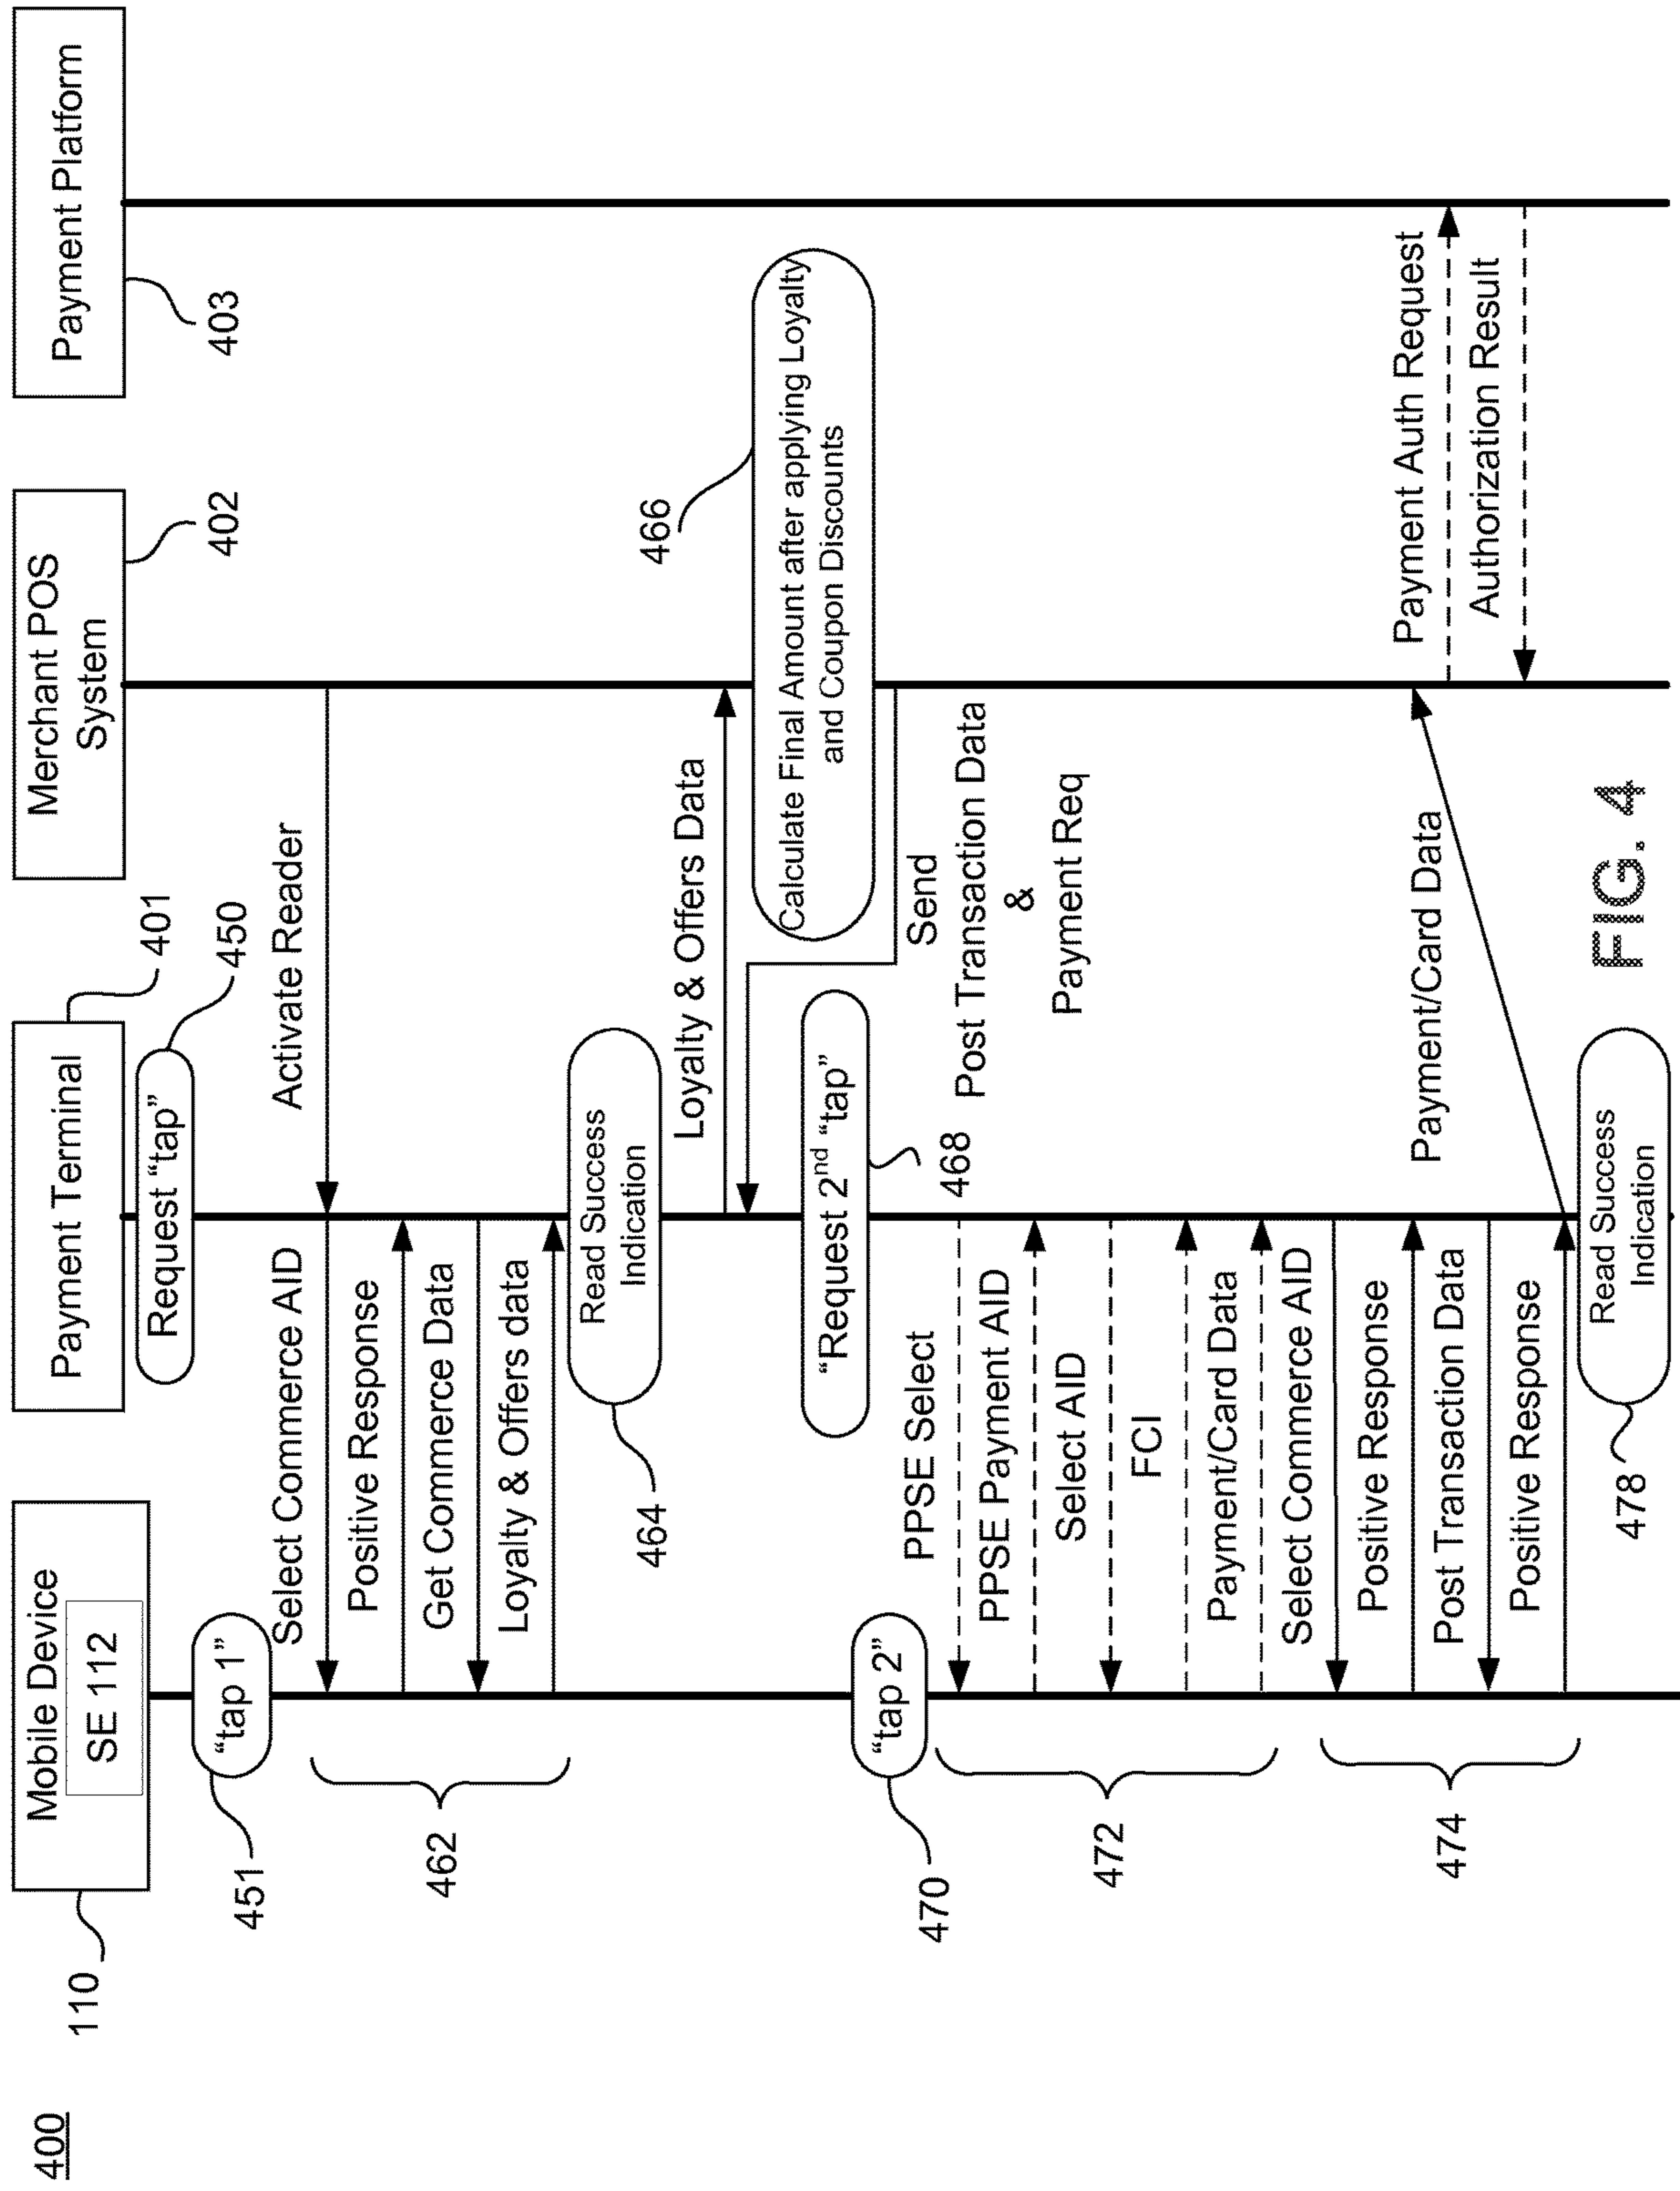 400
110
Mobile Device
SE 112
Payment Terminal
401
Merchant POS
System
402
Payment Platform
403
Request “tap”
450
“tap 1”
451
Activate Reader
Select Commerce AID
Positive Response
Get Commerce Data
Loyalty & Offers data
462
Read Success
Indication
464
Loyalty & Offers Data
466
Calculate Final Amount after applying Loyalty
and Coupon Discounts
Send
Post Transaction Data
&
Payment Req
“Request 2nd “tap”
468
“tap 2”
470
PPSE Select
PPSE Payment AID
Select AID
FCI
Payment/Card Data
472
Select Commerce AID
Positive Response
Post Transaction Data
Positive Response
474
Payment/Card Data
Payment Auth Request
Authorization Result
Read Success
Indication
478
FIG. 4